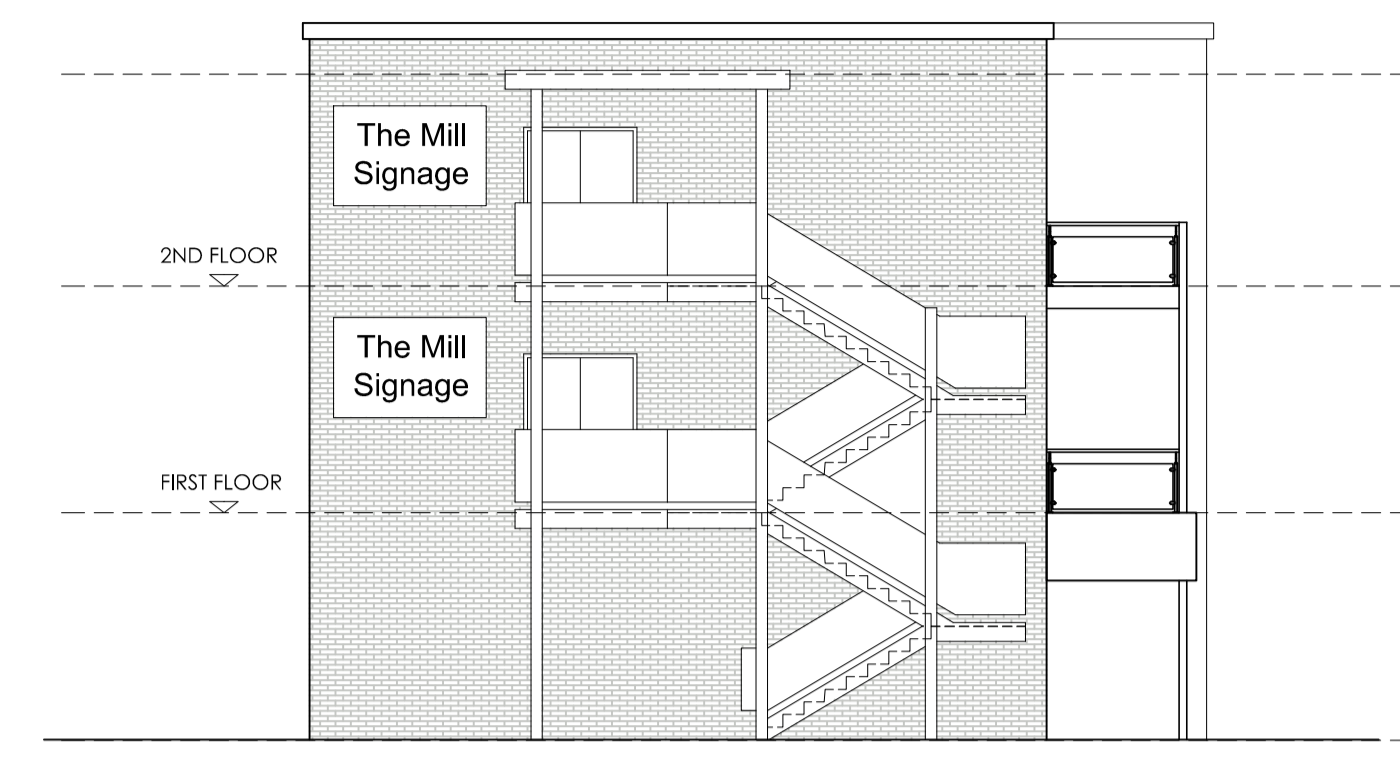 The Mill
Signage
2ND FLOOR
The Mill
Signage
FIRST FLOOR